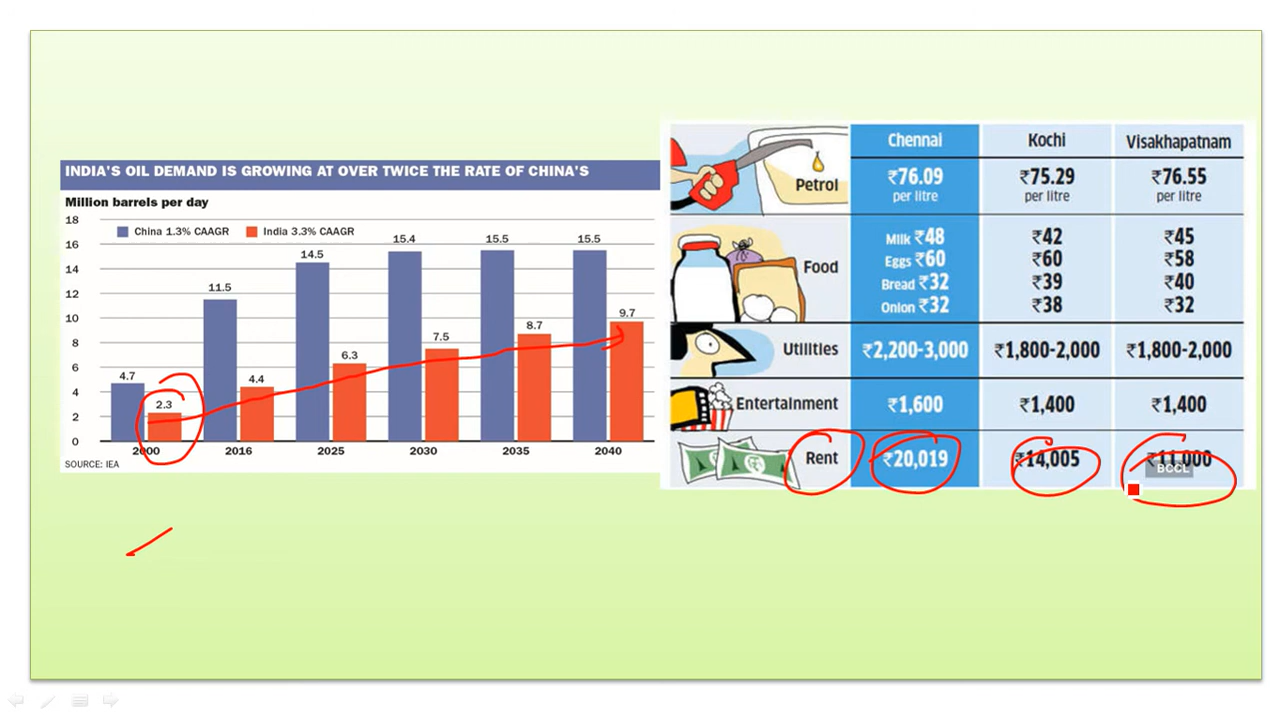 INDIA'S OIL DEMAND IS GROWING AT OVER TWICE THE RATE OF CHINA'S
Million barrels per day
China 1.3% CAAGR India 3.3% CAAGR
18
16
14
12
10
8
6
4
2
0
4.7 2.3 11.5 4.4 14.5 6.3 15.4 7.5 15.5 8.7 15.5 9.7
2000 2016 2025 2030 2035 2040
SOURCE: IEA
Chennai Kochi Visakhapatnam
Petrol ₹76.09 ₹75.29 ₹76.55
per litre per litre per litre
Food
Milk ₹48 ₹42 ₹45
Eggs ₹60 ₹60 ₹58
Bread ₹32 ₹39 ₹40
Onion ₹32 ₹38 ₹32
Utilities ₹2,200-3,000 ₹1,800-2,000 ₹1,800-2,000
Entertainment ₹1,600 ₹1,400 ₹1,400
Rent ₹20,019 ₹14,005 ₹11,000
BCCL